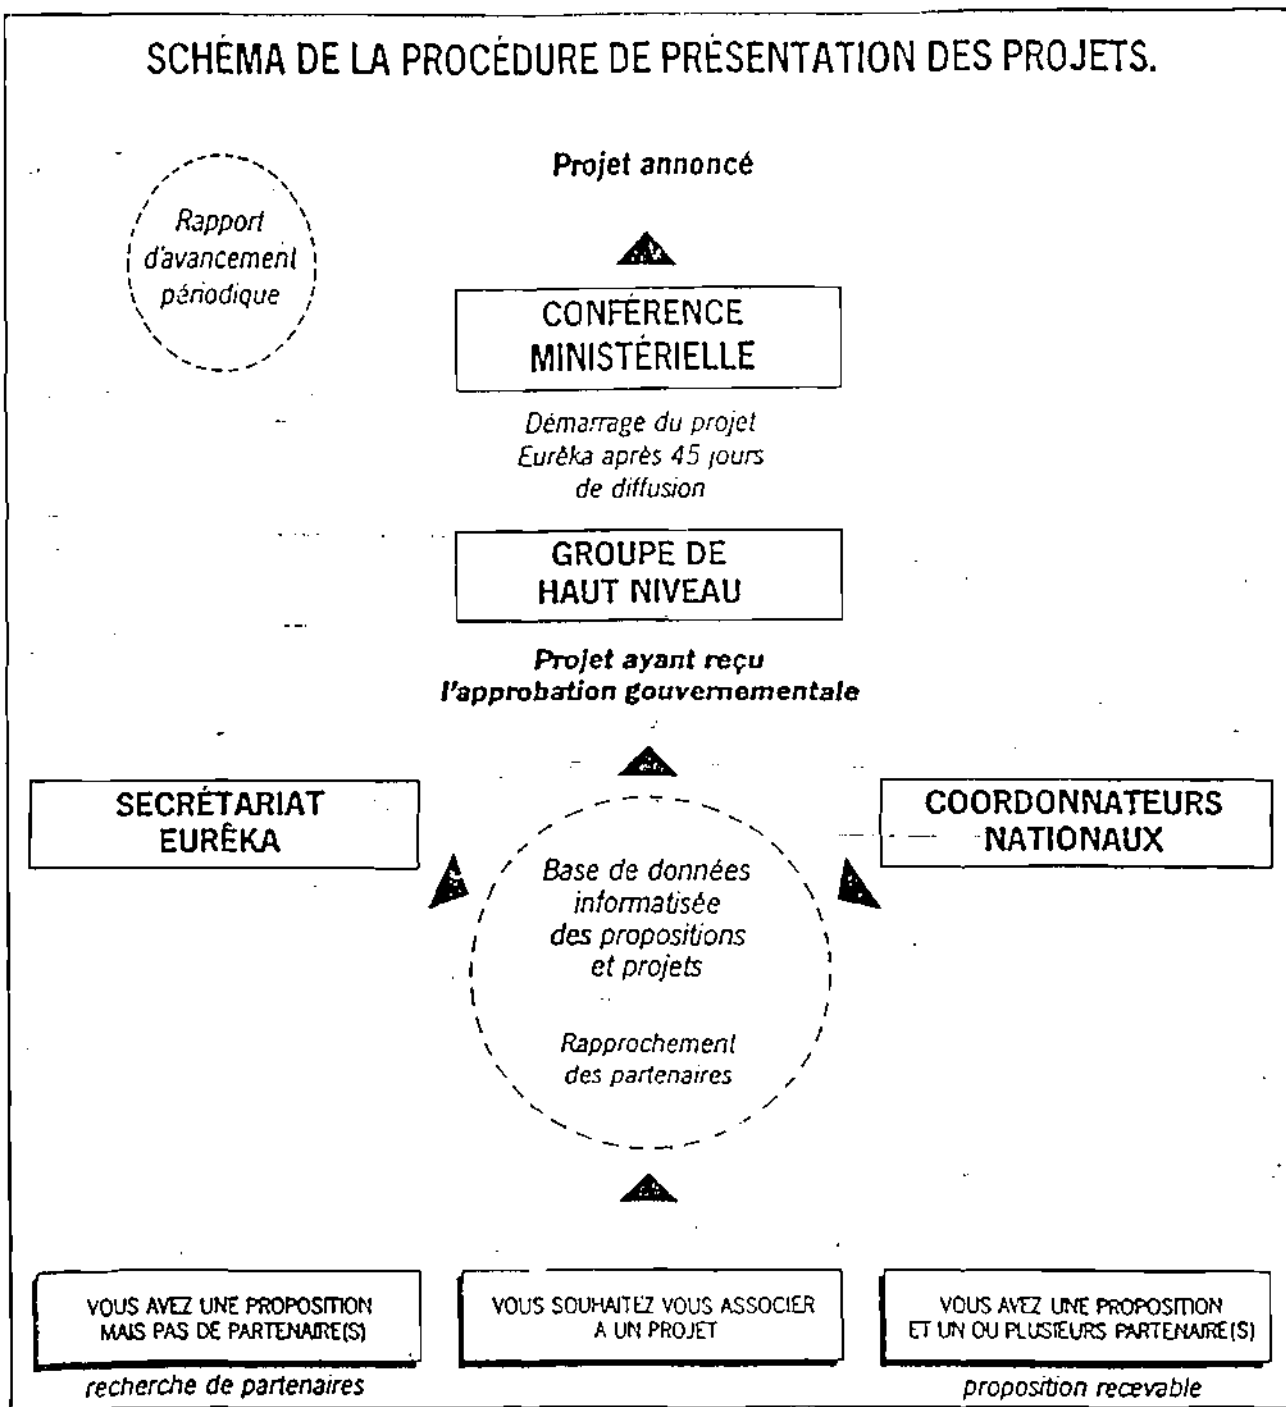 SCHÉMA DE LA PROCÉDURE DE PRÉSENTATION DES PROJETS.
Projet annoncé
Rapport
d'avancement
périodique
CONFÉRENCE
MINISTÉRIELLE
Démarrage du projet
Eurêka après 45 jours
de diffusion
GROUPE DE
HAUT NIVEAU
Projet ayant reçu
l'approbation gouvernementale
SECRÉTARIAT
EURÊKA
COORDONNATEURS
NATIONAUX
Base de données
informatisée
des propositions
et projets
Rapprochement
des partenaires
VOUS AVEZ UNE PROPOSITION
MAIS PAS DE PARTENAIRE(S)
recherche de partenaires
VOUS SOUHAITEZ VOUS ASSOCIER
A UN PROJET
VOUS AVEZ UNE PROPOSITION
ET UN OU PLUSIEURS PARTENAIRE(S)
proposition recevable